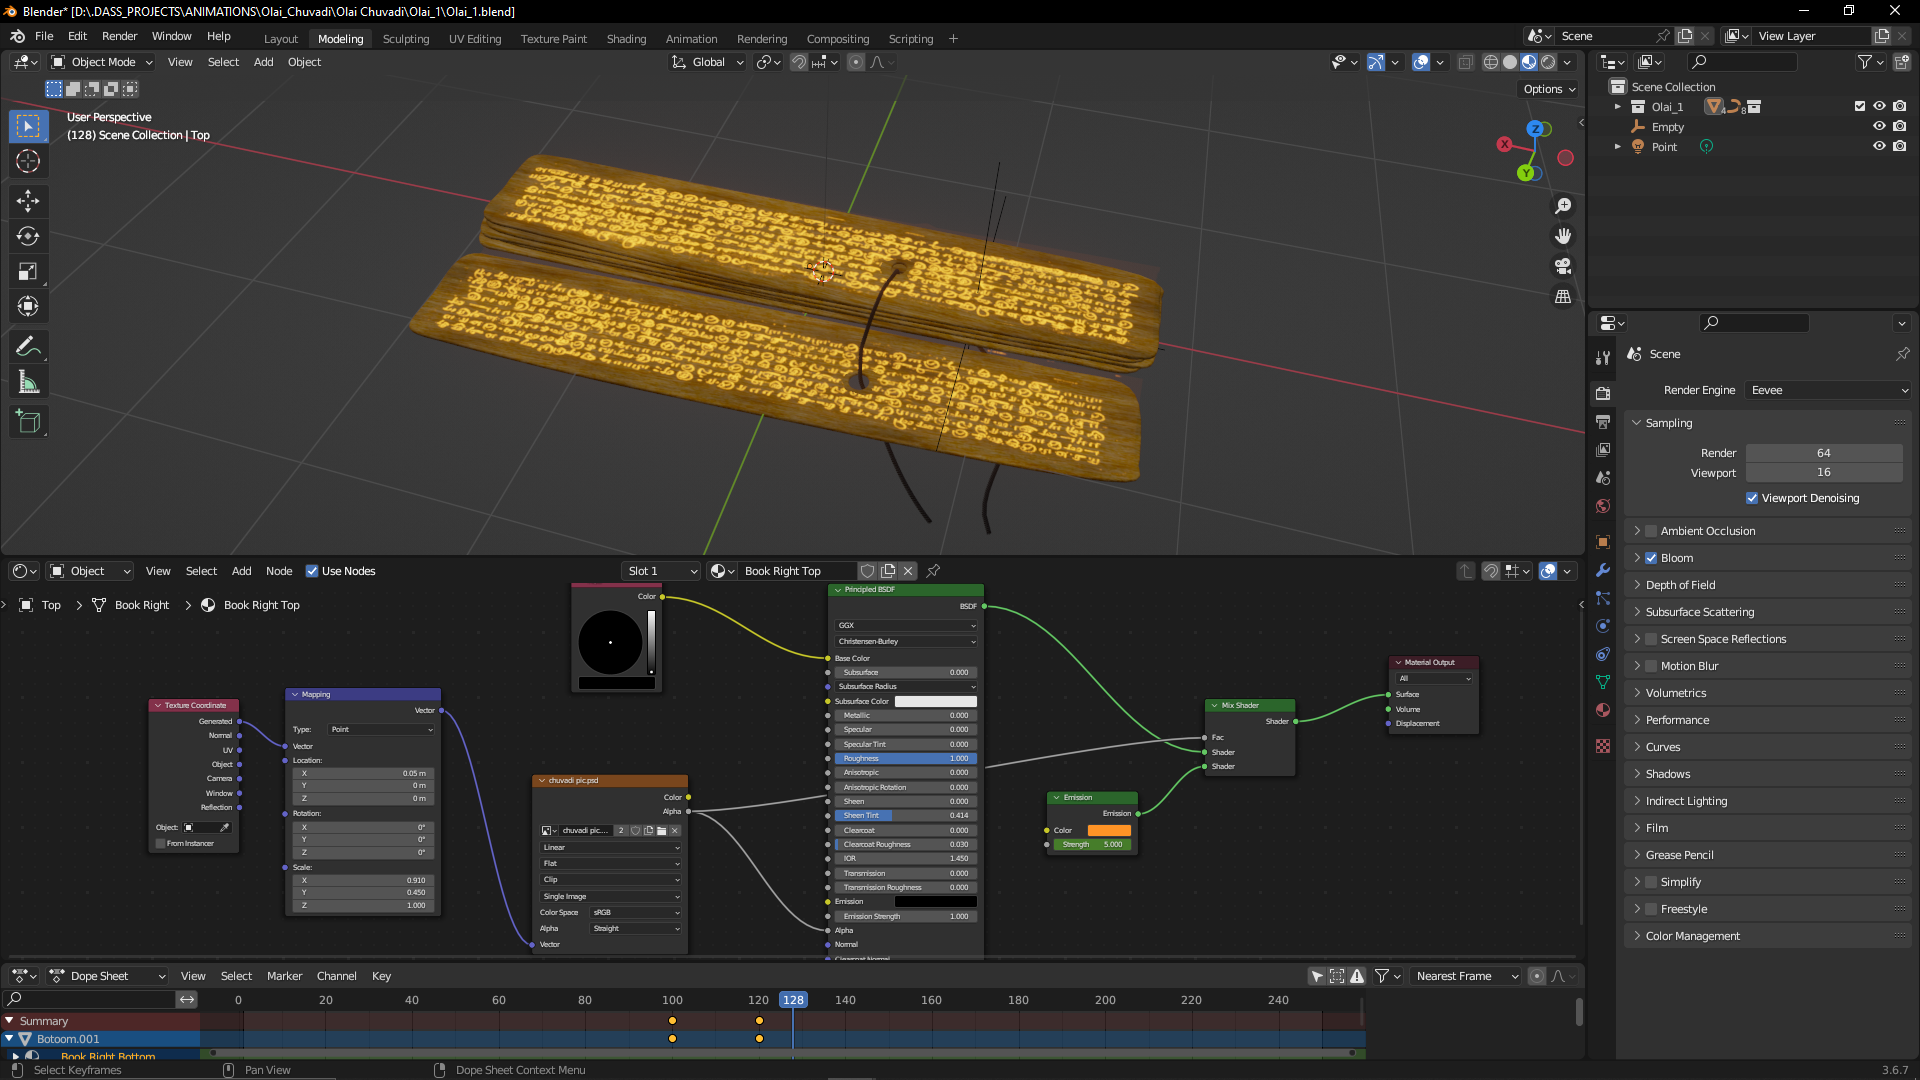 Blender* [D:\.DASS_PROJECTS\ANIMATIONS\Olai_Chuvadi\Olai Chuvadi\Olai_1\Olai_1.blend]
File Edit Render Window Help Layout Modeling Sculpting UV Editing Texture Paint Shading Animation Rendering Compositing Scripting + Scene View Layer
Object Mode View Select Add Object Global
Options
User Perspective
(128) Scene Collection | Top
Z
X
Y
Scene Collection
Olai_1 4 8
Empty
Point
Scene
Render Engine Eevee
Sampling
Render 64
Viewport 16
Viewport Denoising
Ambient Occlusion
Bloom
Depth of Field
Subsurface Scattering
Screen Space Reflections
Motion Blur
Volumetrics
Performance
Curves
Shadows
Indirect Lighting
Film
Grease Pencil
Simplify
Freestyle
Color Management
Object View Select Add Node Use Nodes Slot 1 Book Right Top
Top > Book Right > Book Right Top
Texture Coordinate
Generated
Normal
UV
Object
Camera
Window
Reflection
Object:
From Instancer
Mapping
Vector
Type: Point
Vector
Location:
X 0.05 m
Y 0 m
Z 0 m
Rotation:
X 0°
Y 0°
Z 0°
Scale:
X 0.910
Y 0.450
Z 1.000
Color
chuvadi pic.psd
Color
Alpha
chuvadi pic.... 2
Linear
Flat
Clip
Single Image
Color Space sRGB
Alpha Straight
Vector
Principled BSDF
BSDF
GGX
Christensen-Burley
Base Color
Subsurface 0.000
Subsurface Radius
Subsurface Color
Metallic 0.000
Specular 0.000
Specular Tint 0.000
Roughness 1.000
Anisotropic 0.000
Anisotropic Rotation 0.000
Sheen 0.000
Sheen Tint 0.414
Clearcoat 0.000
Clearcoat Roughness 0.030
IOR 1.450
Transmission 0.000
Transmission Roughness 0.000
Emission
Emission Strength 1.000
Alpha
Normal
Clearcoat Normal
Emission
Emission
Color
Strength 5.000
Mix Shader
Shader
Fac
Shader
Shader
Material Output
All
Surface
Volume
Displacement
Dope Sheet View Select Marker Channel Key Nearest Frame
0 20 40 60 80 100 120 128 140 160 180 200 220 240
Summary
Botoom.001
Book Right Bottom
Select Keyframes Pan View Dope Sheet Context Menu 3.6.7